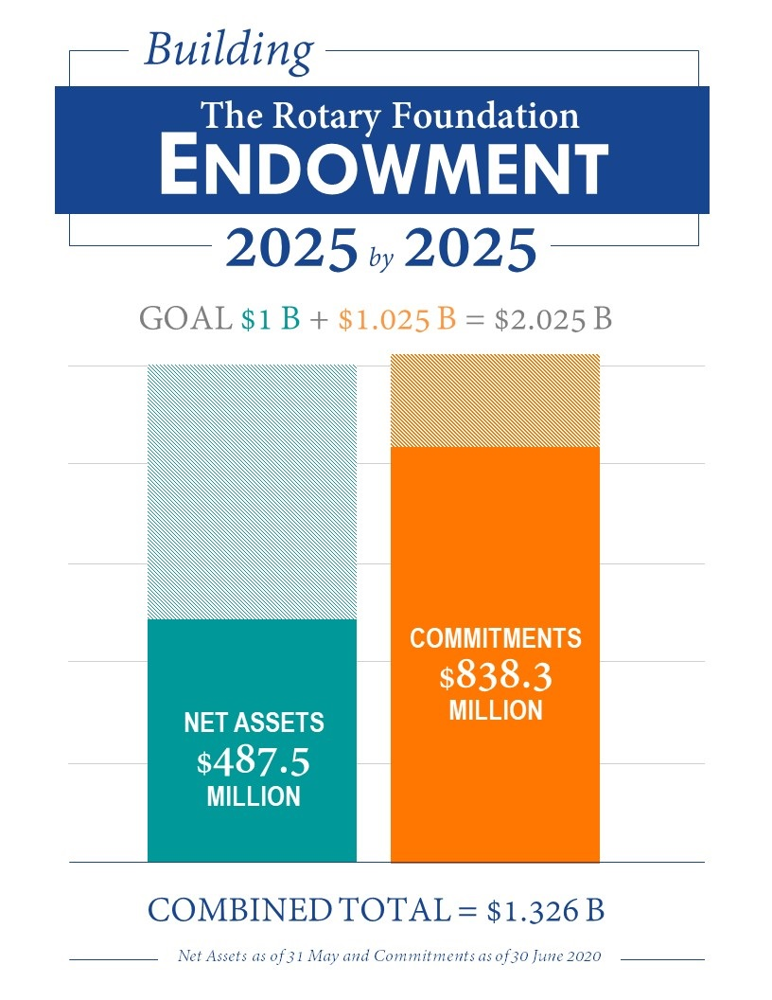 Building
The Rotary Foundation
ENDOWMENT
2025 by 2025
GOAL $1 B + $1.025 B = $2.025 B
COMMITMENTS
$838.3
MILLION
NET ASSETS
$487.5
MILLION
COMBINED TOTAL = $1.326 B
Net Assets as of 31 May and Commitments as of 30 June 2020